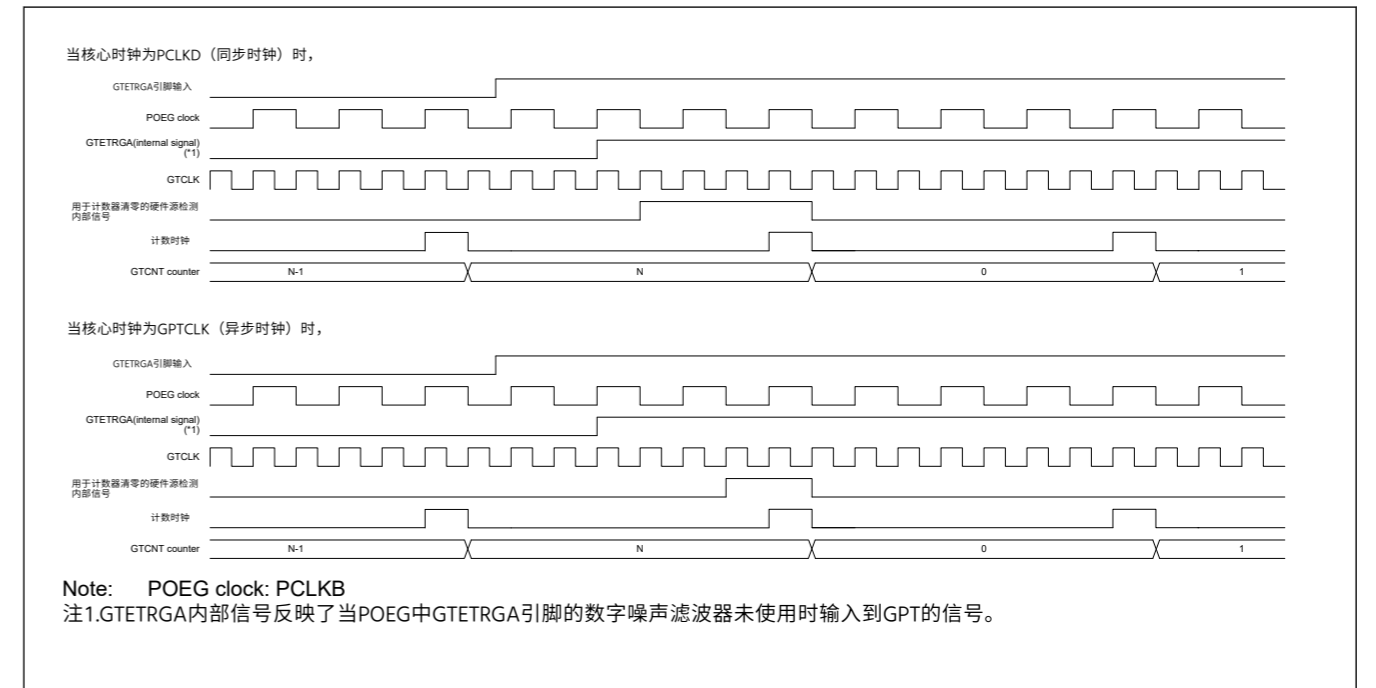 当核心时钟为PCLKD（同步时钟）时，
GTETRGA引脚输入
POEG clock
GTETRGA(internal signal)
(*1)
GTCLK
用于计数器清零的硬件源检测
内部信号
计数时钟
GTCNT counter N-1 N 0 1
当核心时钟为GPTCLK（异步时钟）时，
GTETRGA引脚输入
POEG clock
GTETRGA(internal signal)
(*1)
GTCLK
用于计数器清零的硬件源检测
内部信号
计数时钟
GTCNT counter N-1 N 0 1
Note: POEG clock: PCLKB
注1.GTETRGA内部信号反映了当POEG中GTETRGA引脚的数字噪声滤波器未使用时输入到GPT的信号。